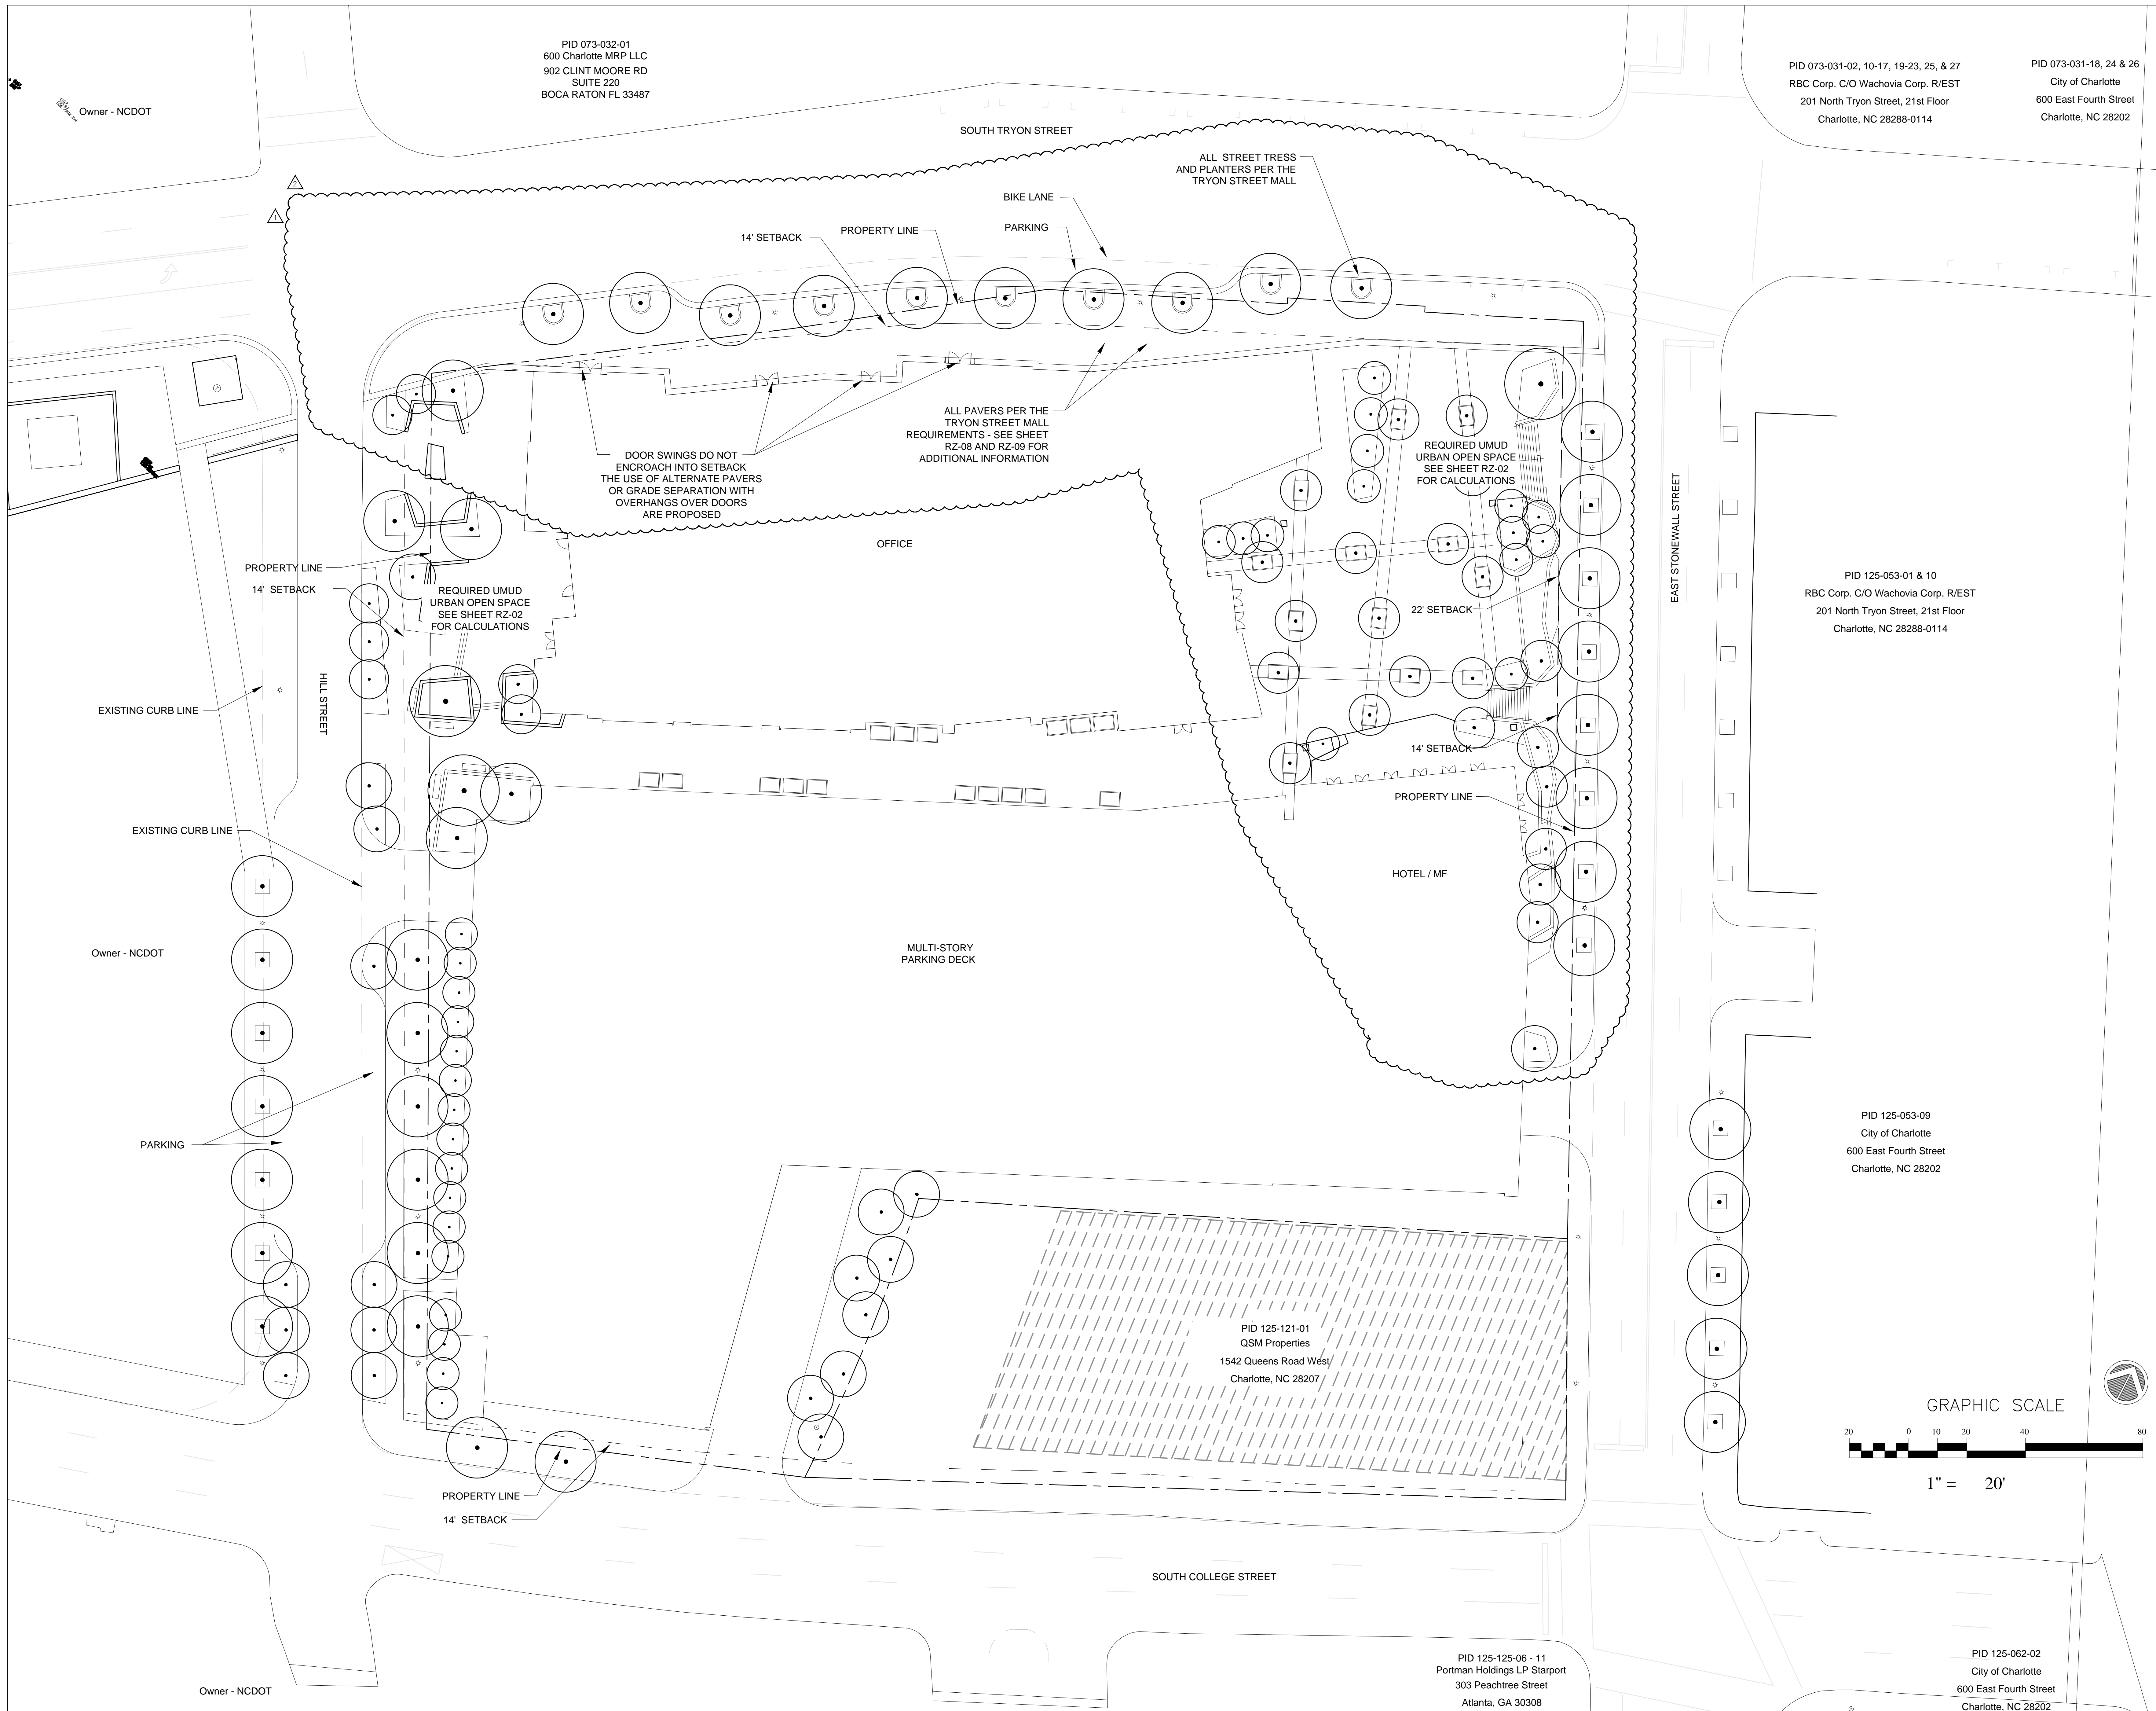 PID 073-032-01
600 Charlotte MRP LLC
902 CLINT MOORE RD
SUITE 220
BOCA RATON FL 33487
Owner - NCDOT
PID 073-031-02, 10-17, 19-23, 25, & 27
RBC Corp. C/O Wachovia Corp. R/EST
201 North Tryon Street, 21st Floor
Charlotte, NC 28288-0114
PID 073-031-18, 24 & 26
City of Charlotte
600 East Fourth Street
Charlotte, NC 28202
SOUTH TRYON STREET
ALL STREET TRESS
AND PLANTERS PER THE
TRYON STREET MALL
2
1
BIKE LANE
PARKING
PROPERTY LINE
14' SETBACK
DOOR SWINGS DO NOT
ENCROACH INTO SETBACK
THE USE OF ALTERNATE PAVERS
OR GRADE SEPARATION WITH
OVERHANGS OVER DOORS
ARE PROPOSED
ALL PAVERS PER THE
TRYON STREET MALL
REQUIREMENTS - SEE SHEET
RZ-08 AND RZ-09 FOR
ADDITIONAL INFORMATION
REQUIRED UMUD
URBAN OPEN SPACE
SEE SHEET RZ-02
FOR CALCULATIONS
OFFICE
EAST STONEWALL STREET
PROPERTY LINE
14' SETBACK
REQUIRED UMUD
URBAN OPEN SPACE
SEE SHEET RZ-02
FOR CALCULATIONS
22' SETBACK
PID 125-053-01 & 10
RBC Corp. C/O Wachovia Corp. R/EST
201 North Tryon Street, 21st Floor
Charlotte, NC 28288-0114
HILL STREET
EXISTING CURB LINE
14' SETBACK
PROPERTY LINE
EXISTING CURB LINE
HOTEL / MF
MULTI-STORY
PARKING DECK
Owner - NCDOT
PARKING
PID 125-053-09
City of Charlotte
600 East Fourth Street
Charlotte, NC 28202
PID 125-121-01
QSM Properties
1542 Queens Road West
Charlotte, NC 28207
GRAPHIC SCALE
20 0 10 20 40 80
1" = 20'
PROPERTY LINE
14' SETBACK
SOUTH COLLEGE STREET
PID 125-125-06 - 11
Portman Holdings LP Starport
303 Peachtree Street
Atlanta, GA 30308
PID 125-062-02
City of Charlotte
600 East Fourth Street
Charlotte, NC 28202
Owner - NCDOT